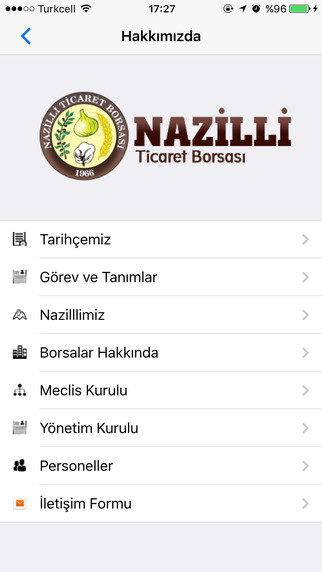 Turkcell 17:27 %96
Hakkımızda
NAZİLLİ TİCARET BORSASI
1966
NAZİLLİ
Ticaret Borsası
Tarihçemiz
Görev ve Tanımlar
Nazilllimiz
Borsalar Hakkında
Meclis Kurulu
Yönetim Kurulu
Personeller
İletişim Formu